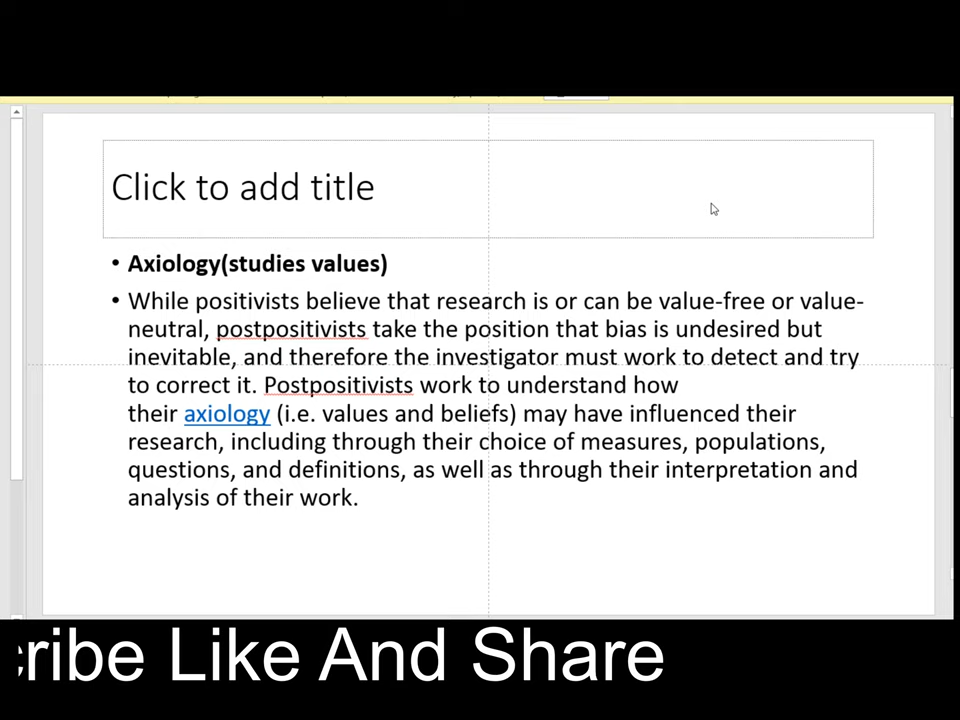 Click to add title
• Axiology(studies values)
• While positivists believe that research is or can be value-free or value-
neutral, postpositivists take the position that bias is undesired but
inevitable, and therefore the investigator must work to detect and try
to correct it. Postpositivists work to understand how
their axiology (i.e. values and beliefs) may have influenced their
research, including through their choice of measures, populations,
questions, and definitions, as well as through their interpretation and
analysis of their work.
ribe Like And Share